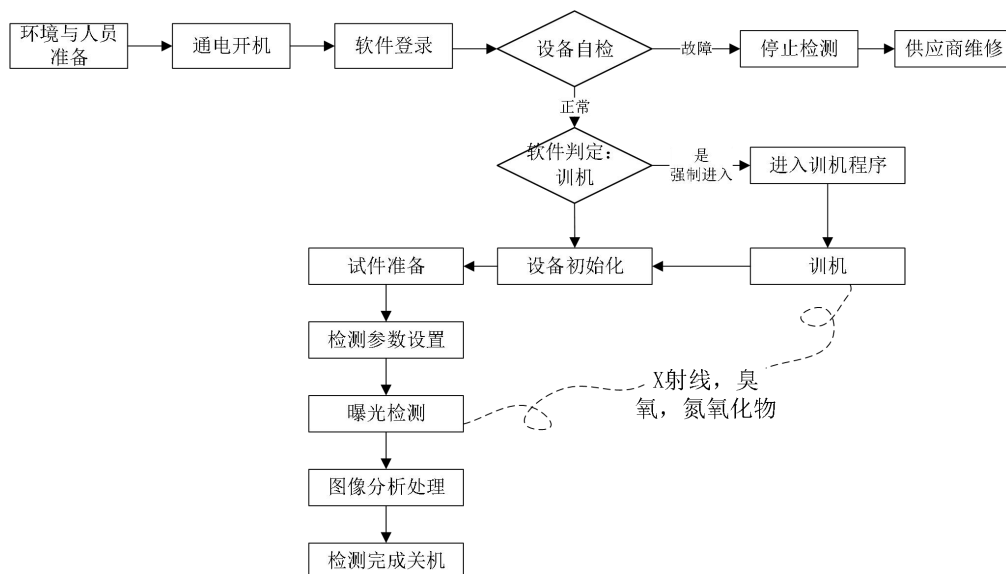 环境与人员
准备
通电开机
软件登录
设备自检
故障
停止检测
供应商维修
正常
软件判定：
训机
是
强制进入
进入训机程序
试件准备
设备初始化
训机
检测参数设置
X射线，臭
氧，氮氧化物
曝光检测
图像分析处理
检测完成关机